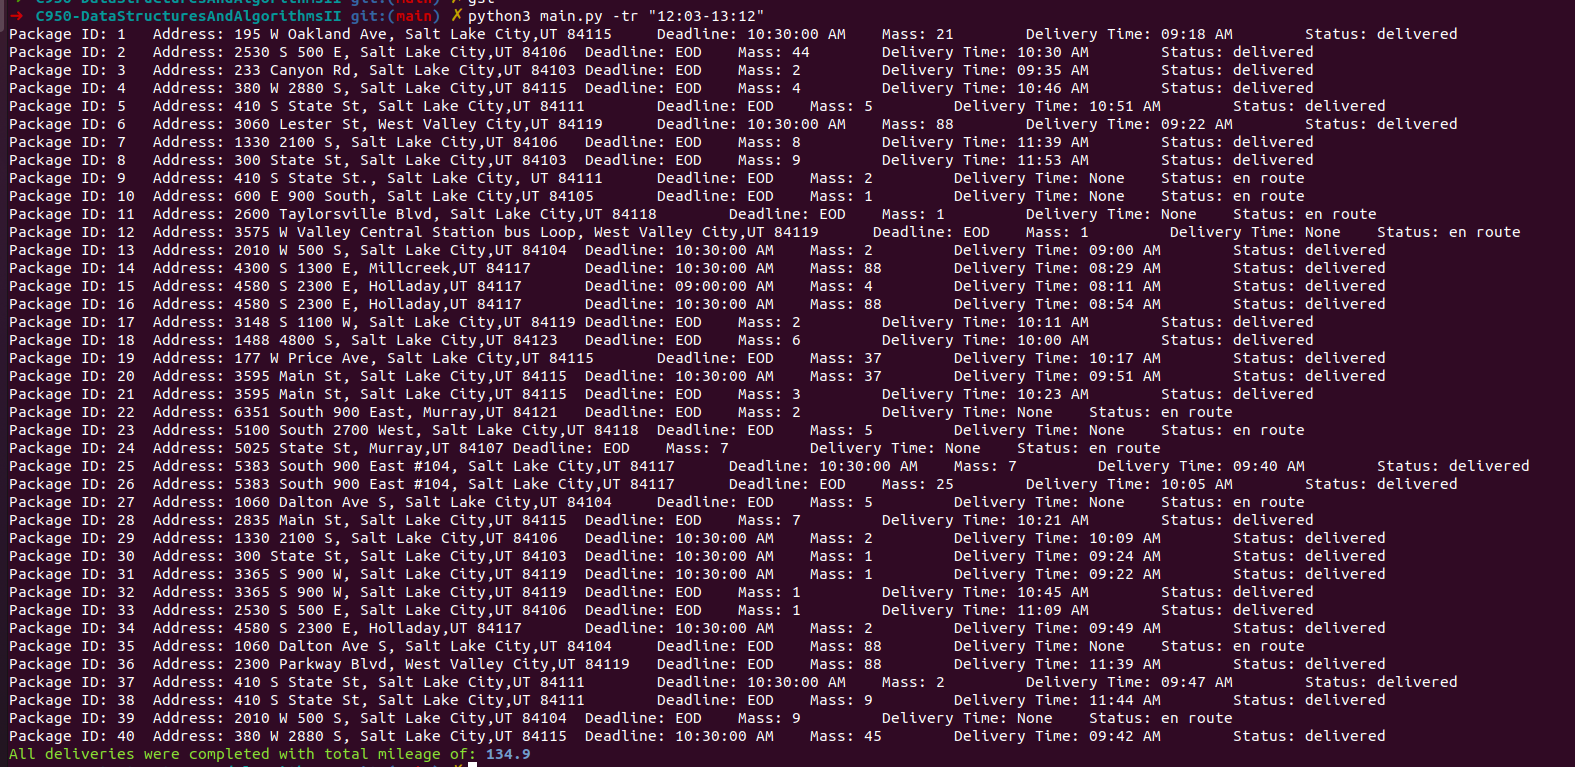 ➜ C950-DataStructuresAndAlgorithmsII git:(main) ✗ python3 main.py -tr "12:03-13:12"
Package ID: 1 Address: 195 W Oakland Ave, Salt Lake City,UT 84115 Deadline: 10:30:00 AM Mass: 21 Delivery Time: 09:18 AM Status: delivered
Package ID: 2 Address: 2530 S 500 E, Salt Lake City,UT 84106 Deadline: EOD Mass: 44 Delivery Time: 10:30 AM Status: delivered
Package ID: 3 Address: 233 Canyon Rd, Salt Lake City,UT 84103 Deadline: EOD Mass: 2 Delivery Time: 09:35 AM Status: delivered
Package ID: 4 Address: 380 W 2880 S, Salt Lake City,UT 84115 Deadline: EOD Mass: 4 Delivery Time: 10:46 AM Status: delivered
Package ID: 5 Address: 410 S State St, Salt Lake City,UT 84111 Deadline: EOD Mass: 5 Delivery Time: 10:51 AM Status: delivered
Package ID: 6 Address: 3060 Lester St, West Valley City,UT 84119 Deadline: 10:30:00 AM Mass: 88 Delivery Time: 09:22 AM Status: delivered
Package ID: 7 Address: 1330 2100 S, Salt Lake City,UT 84106 Deadline: EOD Mass: 8 Delivery Time: 11:39 AM Status: delivered
Package ID: 8 Address: 300 State St, Salt Lake City,UT 84103 Deadline: EOD Mass: 9 Delivery Time: 11:53 AM Status: delivered
Package ID: 9 Address: 410 S State St., Salt Lake City, UT 84111 Deadline: EOD Mass: 2 Delivery Time: None Status: en route
Package ID: 10 Address: 600 E 900 South, Salt Lake City,UT 84105 Deadline: EOD Mass: 1 Delivery Time: None Status: en route
Package ID: 11 Address: 2600 Taylorsville Blvd, Salt Lake City,UT 84118 Deadline: EOD Mass: 1 Delivery Time: None Status: en route
Package ID: 12 Address: 3575 W Valley Central Station bus Loop, West Valley City,UT 84119 Deadline: EOD Mass: 1 Delivery Time: None Status: en route
Package ID: 13 Address: 2010 W 500 S, Salt Lake City,UT 84104 Deadline: 10:30:00 AM Mass: 2 Delivery Time: 09:00 AM Status: delivered
Package ID: 14 Address: 4300 S 1300 E, Millcreek,UT 84117 Deadline: 10:30:00 AM Mass: 88 Delivery Time: 08:29 AM Status: delivered
Package ID: 15 Address: 4580 S 2300 E, Holladay,UT 84117 Deadline: 09:00:00 AM Mass: 4 Delivery Time: 08:11 AM Status: delivered
Package ID: 16 Address: 4580 S 2300 E, Holladay,UT 84117 Deadline: 10:30:00 AM Mass: 88 Delivery Time: 08:54 AM Status: delivered
Package ID: 17 Address: 3148 S 1100 W, Salt Lake City,UT 84119 Deadline: EOD Mass: 2 Delivery Time: 10:11 AM Status: delivered
Package ID: 18 Address: 1488 4800 S, Salt Lake City,UT 84123 Deadline: EOD Mass: 6 Delivery Time: 10:00 AM Status: delivered
Package ID: 19 Address: 177 W Price Ave, Salt Lake City,UT 84115 Deadline: EOD Mass: 37 Delivery Time: 10:17 AM Status: delivered
Package ID: 20 Address: 3595 Main St, Salt Lake City,UT 84115 Deadline: 10:30:00 AM Mass: 37 Delivery Time: 09:51 AM Status: delivered
Package ID: 21 Address: 3595 Main St, Salt Lake City,UT 84115 Deadline: EOD Mass: 3 Delivery Time: 10:23 AM Status: delivered
Package ID: 22 Address: 6351 South 900 East, Murray,UT 84121 Deadline: EOD Mass: 2 Delivery Time: None Status: en route
Package ID: 23 Address: 5100 South 2700 West, Salt Lake City,UT 84118 Deadline: EOD Mass: 5 Delivery Time: None Status: en route
Package ID: 24 Address: 5025 State St, Murray,UT 84107 Deadline: EOD Mass: 7 Delivery Time: None Status: en route
Package ID: 25 Address: 5383 South 900 East #104, Salt Lake City,UT 84117 Deadline: 10:30:00 AM Mass: 7 Delivery Time: 09:40 AM Status: delivered
Package ID: 26 Address: 5383 South 900 East #104, Salt Lake City,UT 84117 Deadline: EOD Mass: 25 Delivery Time: 10:05 AM Status: delivered
Package ID: 27 Address: 1060 Dalton Ave S, Salt Lake City,UT 84104 Deadline: EOD Mass: 5 Delivery Time: None Status: en route
Package ID: 28 Address: 2835 Main St, Salt Lake City,UT 84115 Deadline: EOD Mass: 7 Delivery Time: 10:21 AM Status: delivered
Package ID: 29 Address: 1330 2100 S, Salt Lake City,UT 84106 Deadline: 10:30:00 AM Mass: 2 Delivery Time: 10:09 AM Status: delivered
Package ID: 30 Address: 300 State St, Salt Lake City,UT 84103 Deadline: 10:30:00 AM Mass: 1 Delivery Time: 09:24 AM Status: delivered
Package ID: 31 Address: 3365 S 900 W, Salt Lake City,UT 84119 Deadline: 10:30:00 AM Mass: 1 Delivery Time: 09:22 AM Status: delivered
Package ID: 32 Address: 3365 S 900 W, Salt Lake City,UT 84119 Deadline: EOD Mass: 1 Delivery Time: 10:45 AM Status: delivered
Package ID: 33 Address: 2530 S 500 E, Salt Lake City,UT 84106 Deadline: EOD Mass: 1 Delivery Time: 11:09 AM Status: delivered
Package ID: 34 Address: 4580 S 2300 E, Holladay,UT 84117 Deadline: 10:30:00 AM Mass: 2 Delivery Time: 09:49 AM Status: delivered
Package ID: 35 Address: 1060 Dalton Ave S, Salt Lake City,UT 84104 Deadline: EOD Mass: 88 Delivery Time: None Status: en route
Package ID: 36 Address: 2300 Parkway Blvd, West Valley City,UT 84119 Deadline: EOD Mass: 88 Delivery Time: 11:39 AM Status: delivered
Package ID: 37 Address: 410 S State St, Salt Lake City,UT 84111 Deadline: 10:30:00 AM Mass: 2 Delivery Time: 09:47 AM Status: delivered
Package ID: 38 Address: 410 S State St, Salt Lake City,UT 84111 Deadline: EOD Mass: 9 Delivery Time: 11:44 AM Status: delivered
Package ID: 39 Address: 2010 W 500 S, Salt Lake City,UT 84104 Deadline: EOD Mass: 9 Delivery Time: None Status: en route
Package ID: 40 Address: 380 W 2880 S, Salt Lake City,UT 84115 Deadline: 10:30:00 AM Mass: 45 Delivery Time: 09:42 AM Status: delivered
All deliveries were completed with total mileage of: 134.9